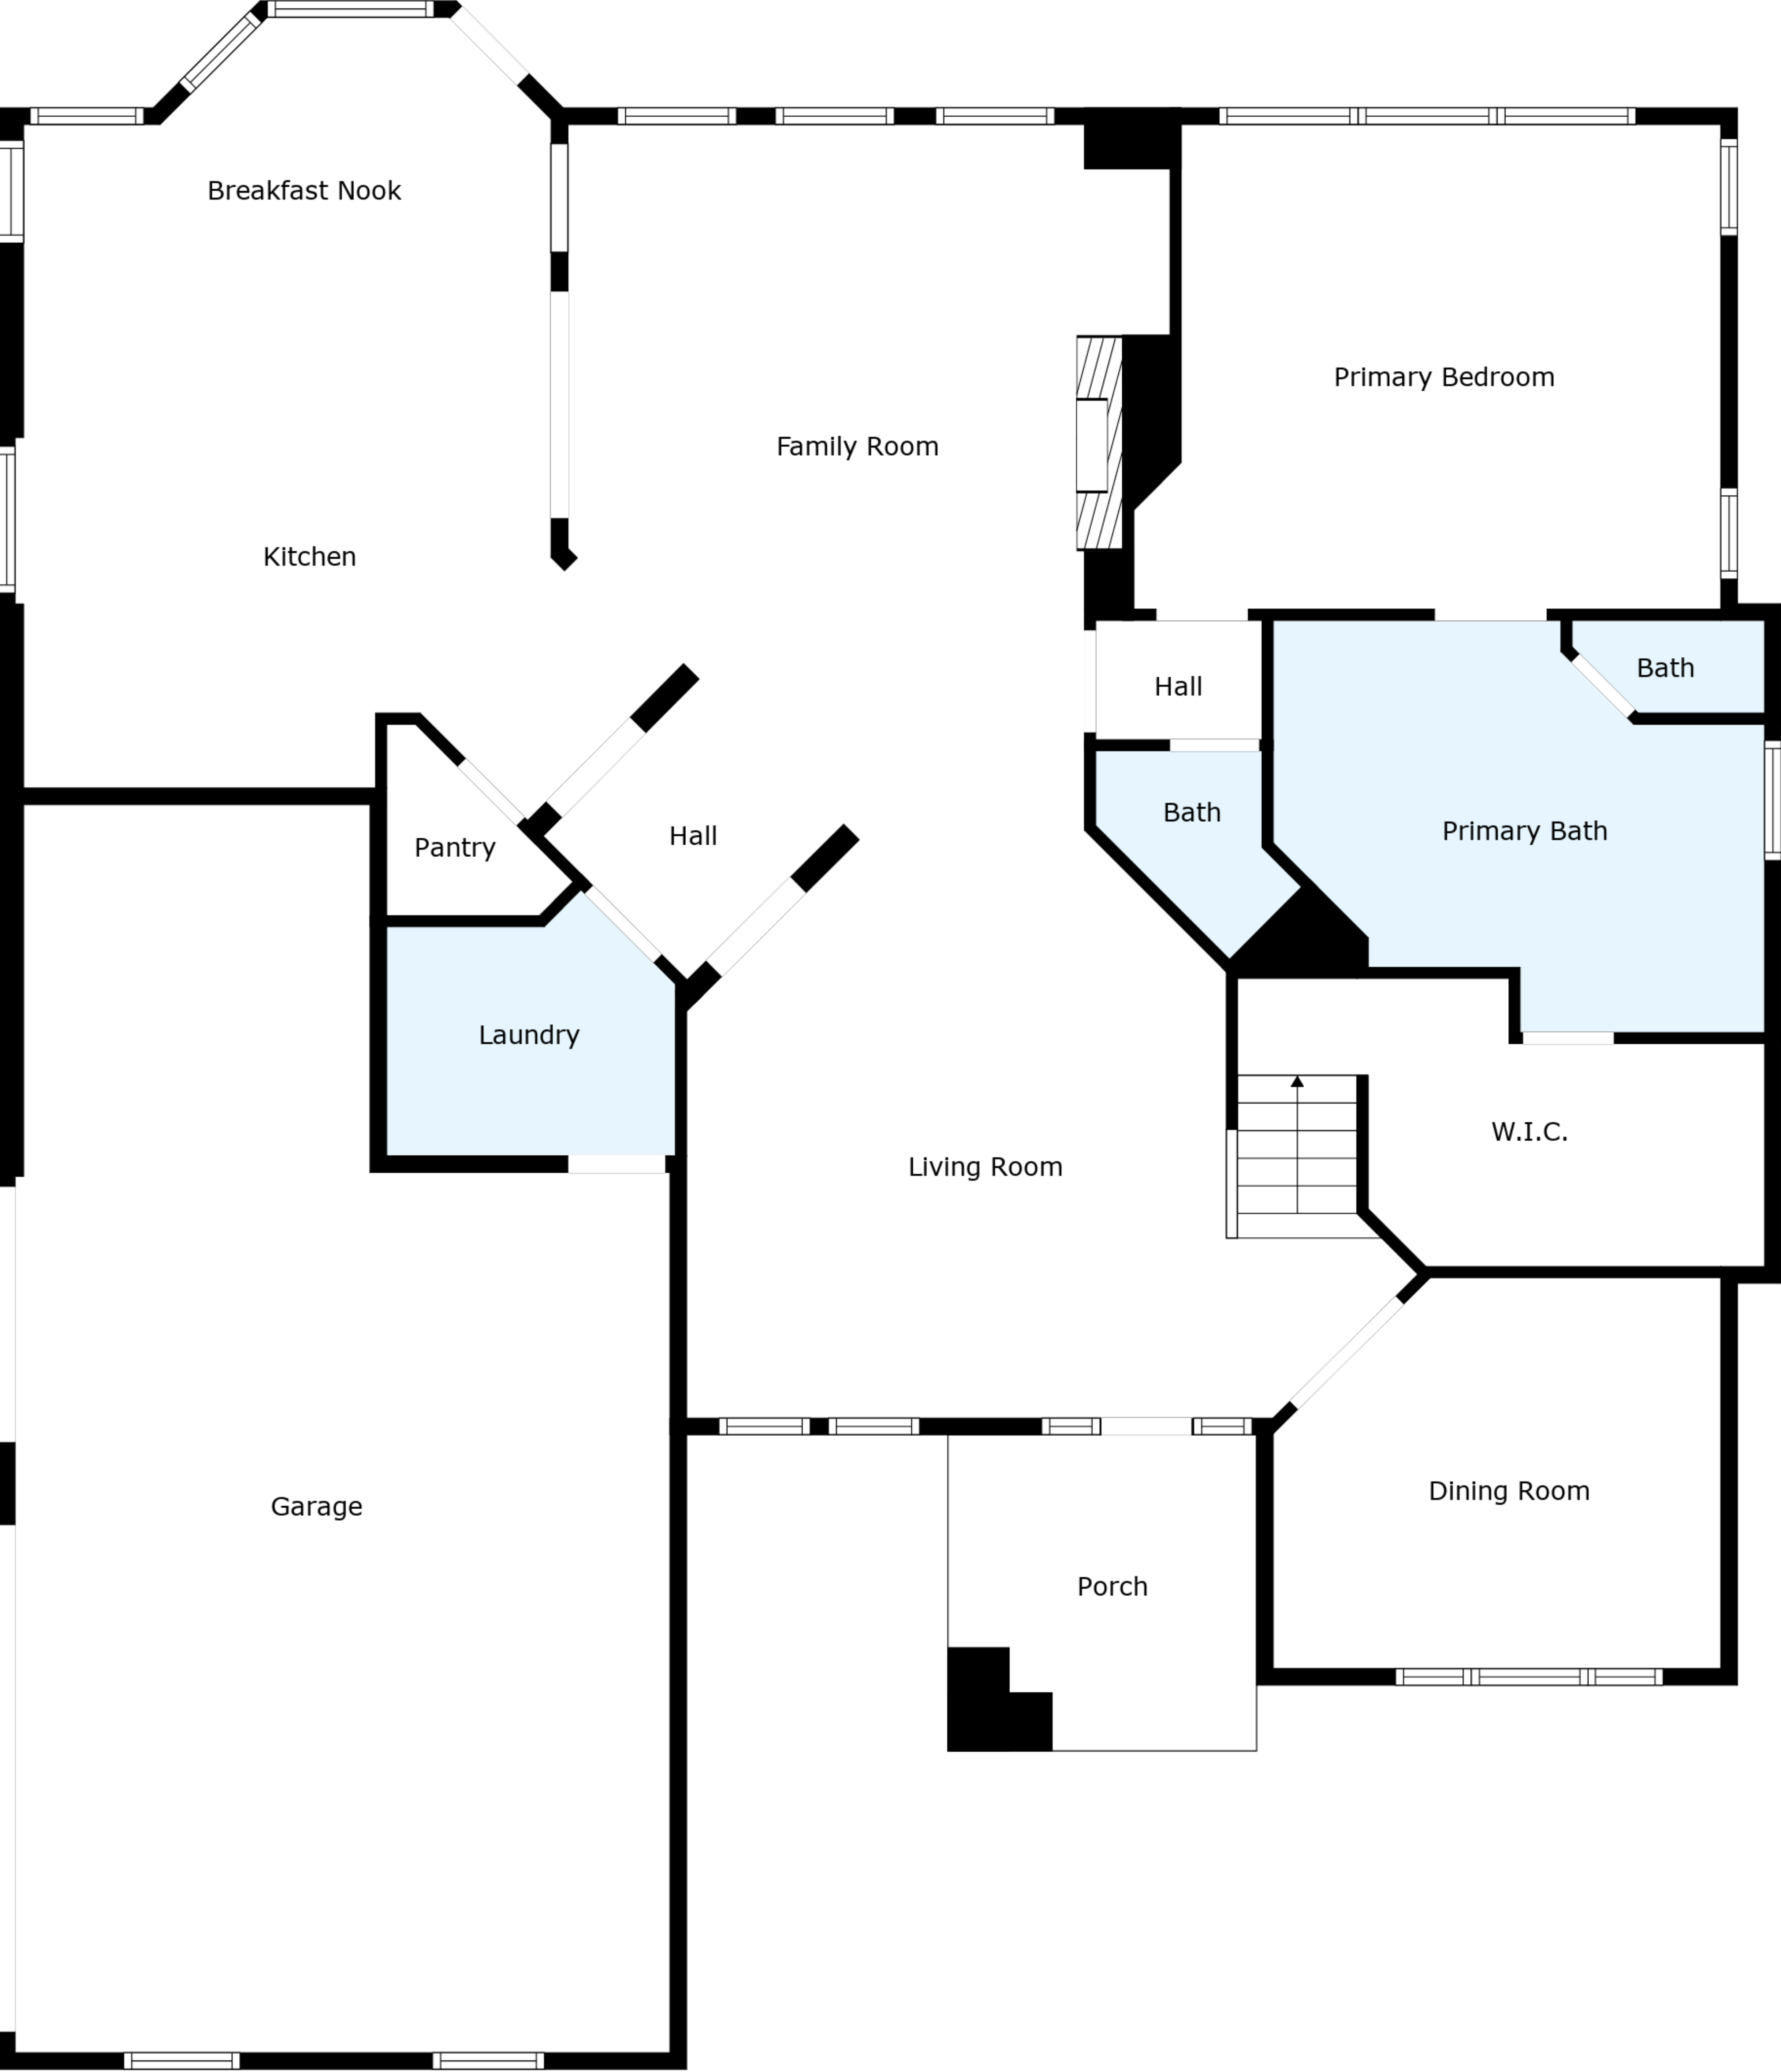 Breakfast Nook
Primary Bedroom
Family Room
Kitchen
Bath
Hall
Bath
Primary Bath
Hall
Pantry
Laundry
W.I.C.
Living Room
Dining Room
Garage
Porch